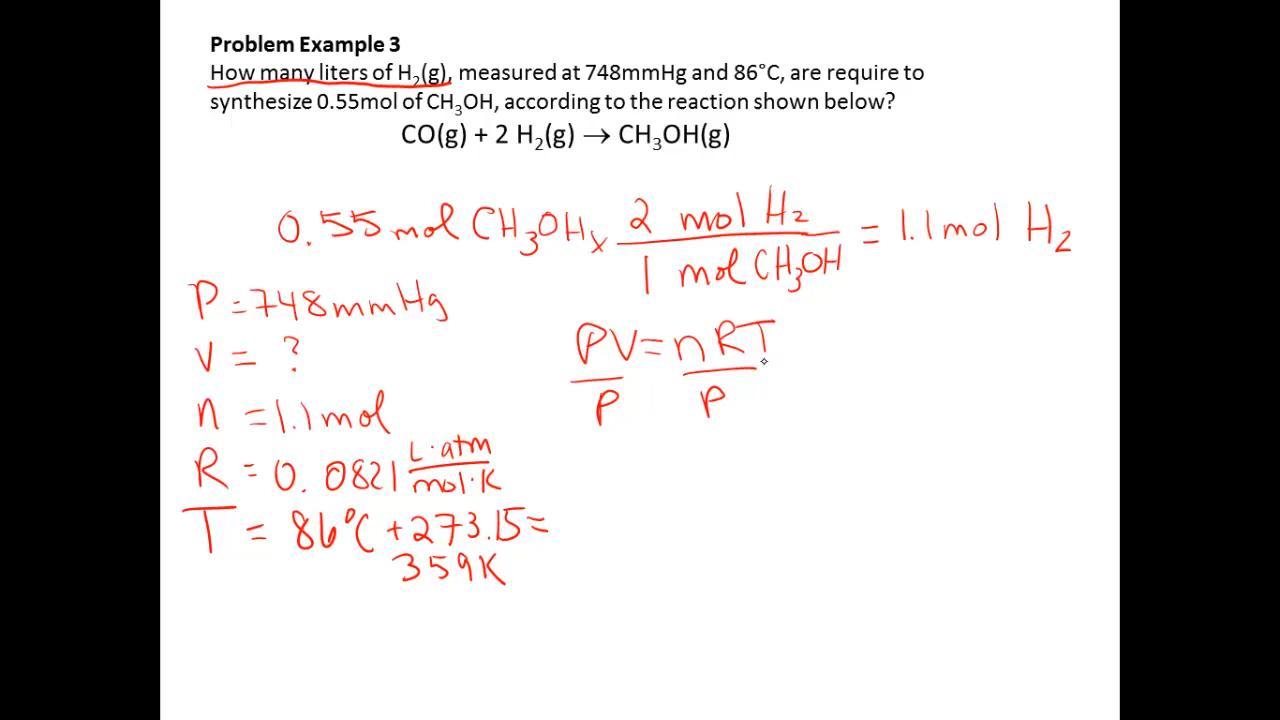 Problem Example 3
How many liters of H₂(g), measured at 748mmHg and 86°C, are require to
synthesize 0.55mol of CH₃OH, according to the reaction shown below?
CO(g) + 2 H₂(g) → CH₃OH(g)
0.55 mol CH₃OH x 2 mol H₂ / 1 mol CH₃OH = 1.1 mol H₂
P = 748 mmHg
V = ?
n = 1.1 mol
R = 0.0821 L·atm / mol·K
T = 86°C + 273.15 =
359K
PV = nRT
P P